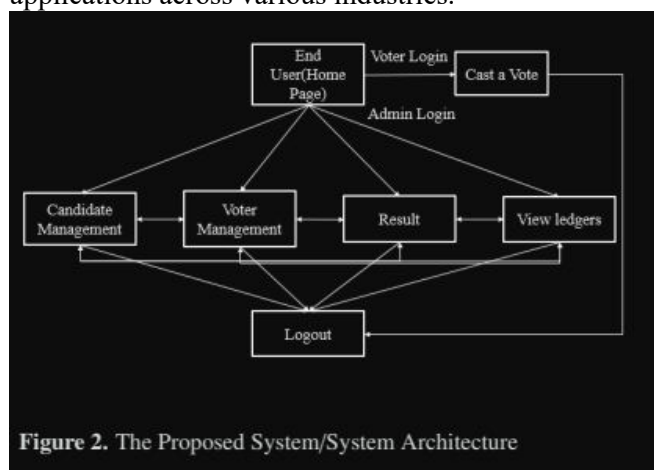 applications across various industries.
End
User(Home
Page)
Voter Login
Cast a Vote
Admin Login
Candidate
Management
Voter
Management
Result
View ledgers
Logout
Figure 2. The Proposed System/System Architecture